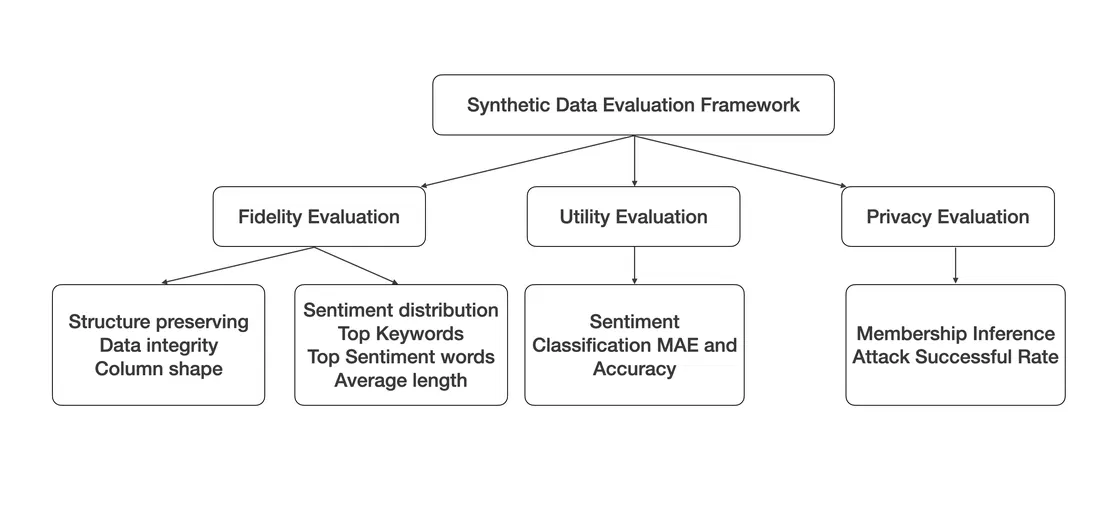 Synthetic Data Evaluation Framework
Fidelity Evaluation
Utility Evaluation
Privacy Evaluation
Structure preserving
Data integrity
Column shape
Sentiment distribution
Top Keywords
Top Sentiment words
Average length
Sentiment
Classification MAE and
Accuracy
Membership Inference
Attack Successful Rate